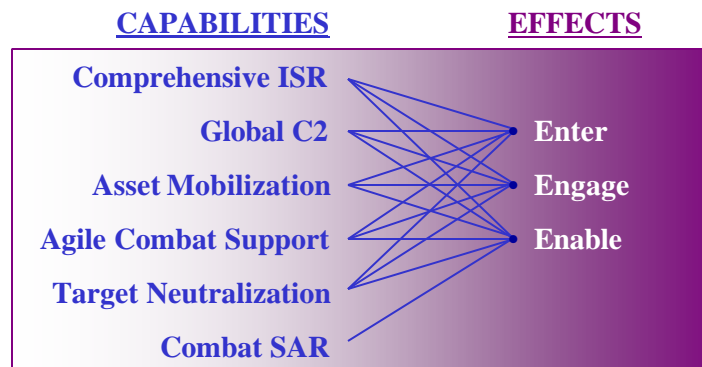 CAPABILITIES EFFECTS
Comprehensive ISR
Global C2 Enter
Asset Mobilization Engage
Agile Combat Support Enable
Target Neutralization
Combat SAR